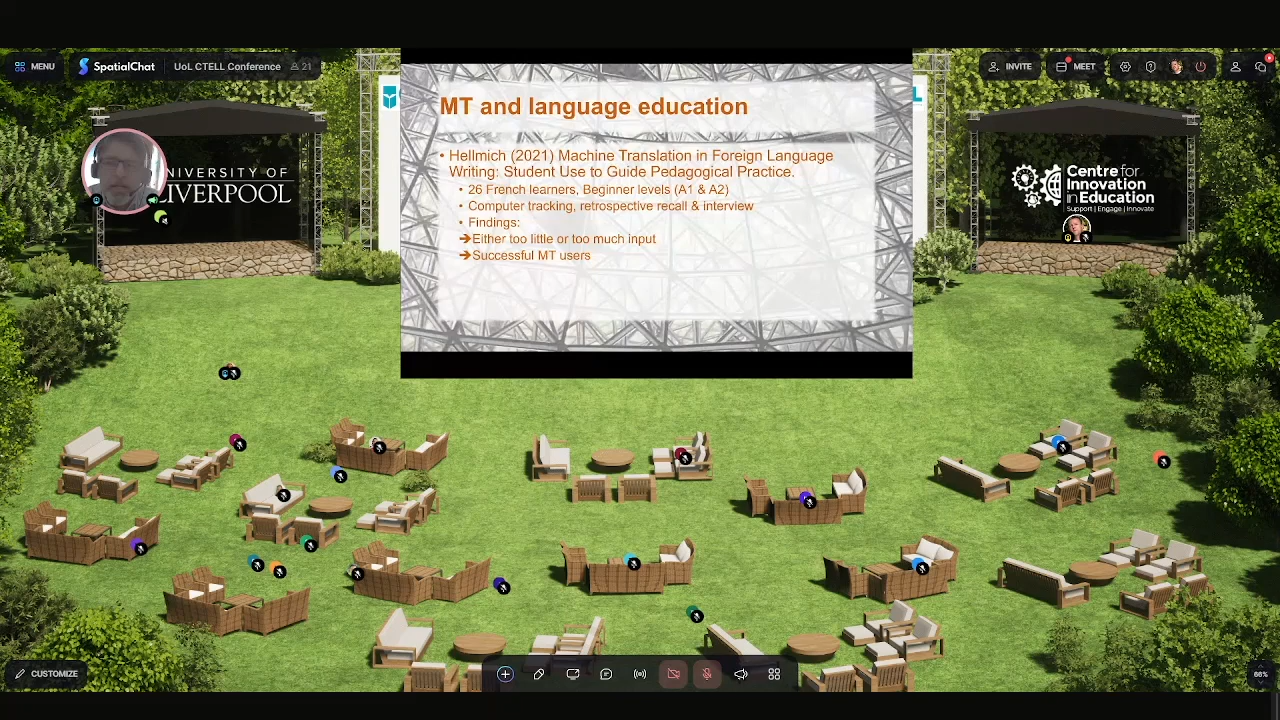 MENU
SpatialChat
UoL CTELL Conference
21
INVITE
MEET
MT and language education
• Hellmich (2021) Machine Translation in Foreign Language
Writing: Student Use to Guide Pedagogical Practice.
• 26 French learners, Beginner levels (A1 & A2)
• Computer tracking, retrospective recall & interview
• Findings:
➔Either too little or too much input
➔Successful MT users
NIVERSITY OF
LIVERPOOL
Centre for
Innovation
in Education
Support | Engage | Innovate
CUSTOMIZE
66%